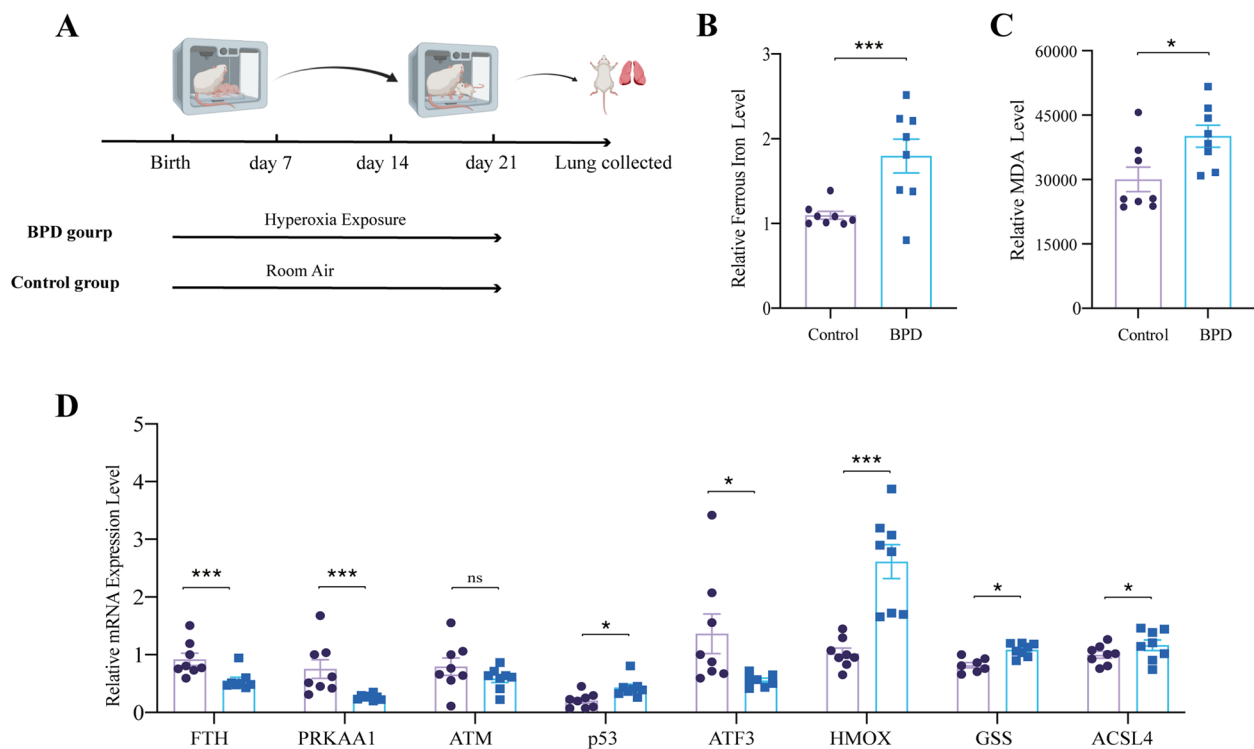 A
Birth
day 7
day 14
day 21
Lung collected
BPD gourp
Hyperoxia Exposure
Control group
Room Air
B
Relative Ferrous Iron Level
3
2
1
0
***
Control
BPD
C
Relative MDA Level
60000
45000
30000
15000
0
*
Control
BPD
D
Relative mRNA Expression Level
5
4
3
2
1
0
***
***
ns
*
*
***
*
*
FTH
PRKAA1
ATM
p53
ATF3
HMOX
GSS
ACSL4